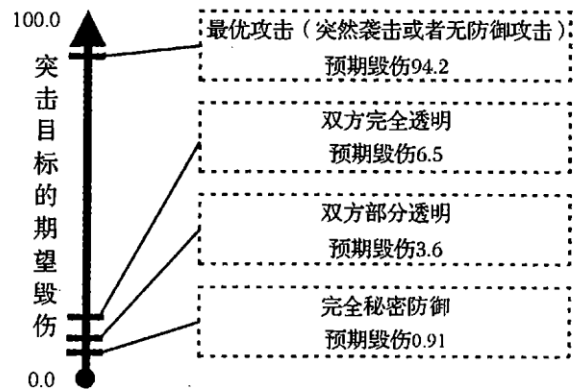 100.0
突击目标的期望毁伤
0.0
最优攻击（突然袭击或者无防御攻击）
预期毁伤94.2
双方完全透明
预期毁伤6.5
双方部分透明
预期毁伤3.6
完全秘密防御
预期毁伤0.91